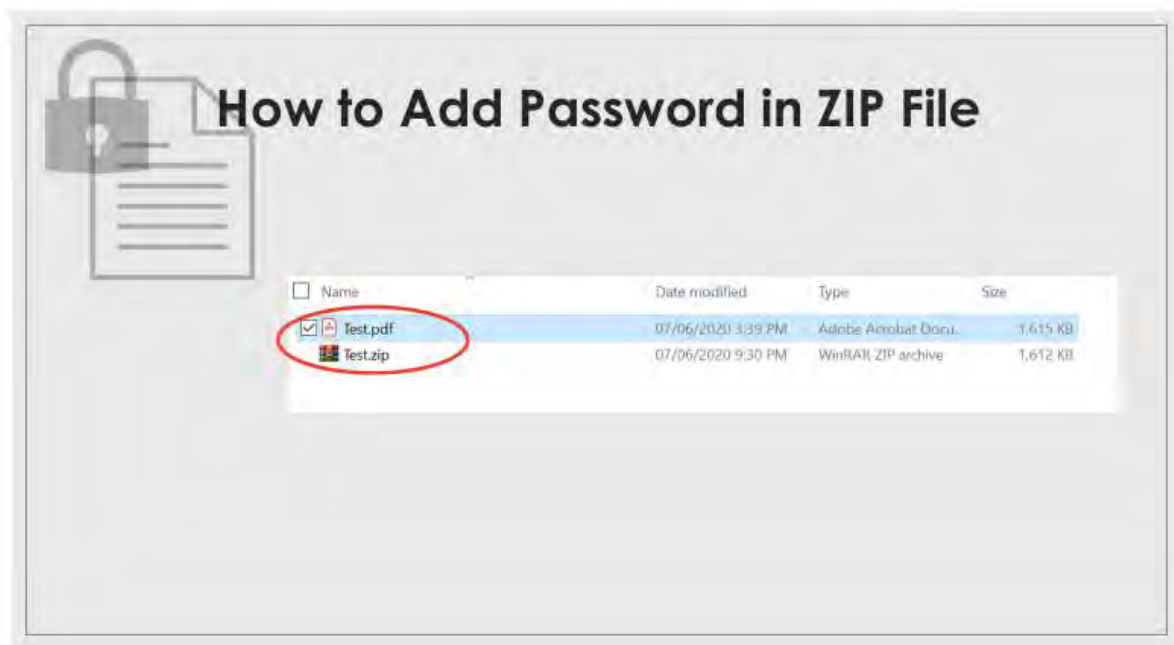 How to Add Password in ZIP File
Name Date modified Type Size
Test.pdf 07/06/2020 3:39 PM Adobe Acrobat Docu... 1,615 KB
Test.zip 07/06/2020 9:30 PM WinRAR ZIP archive 1,612 KB